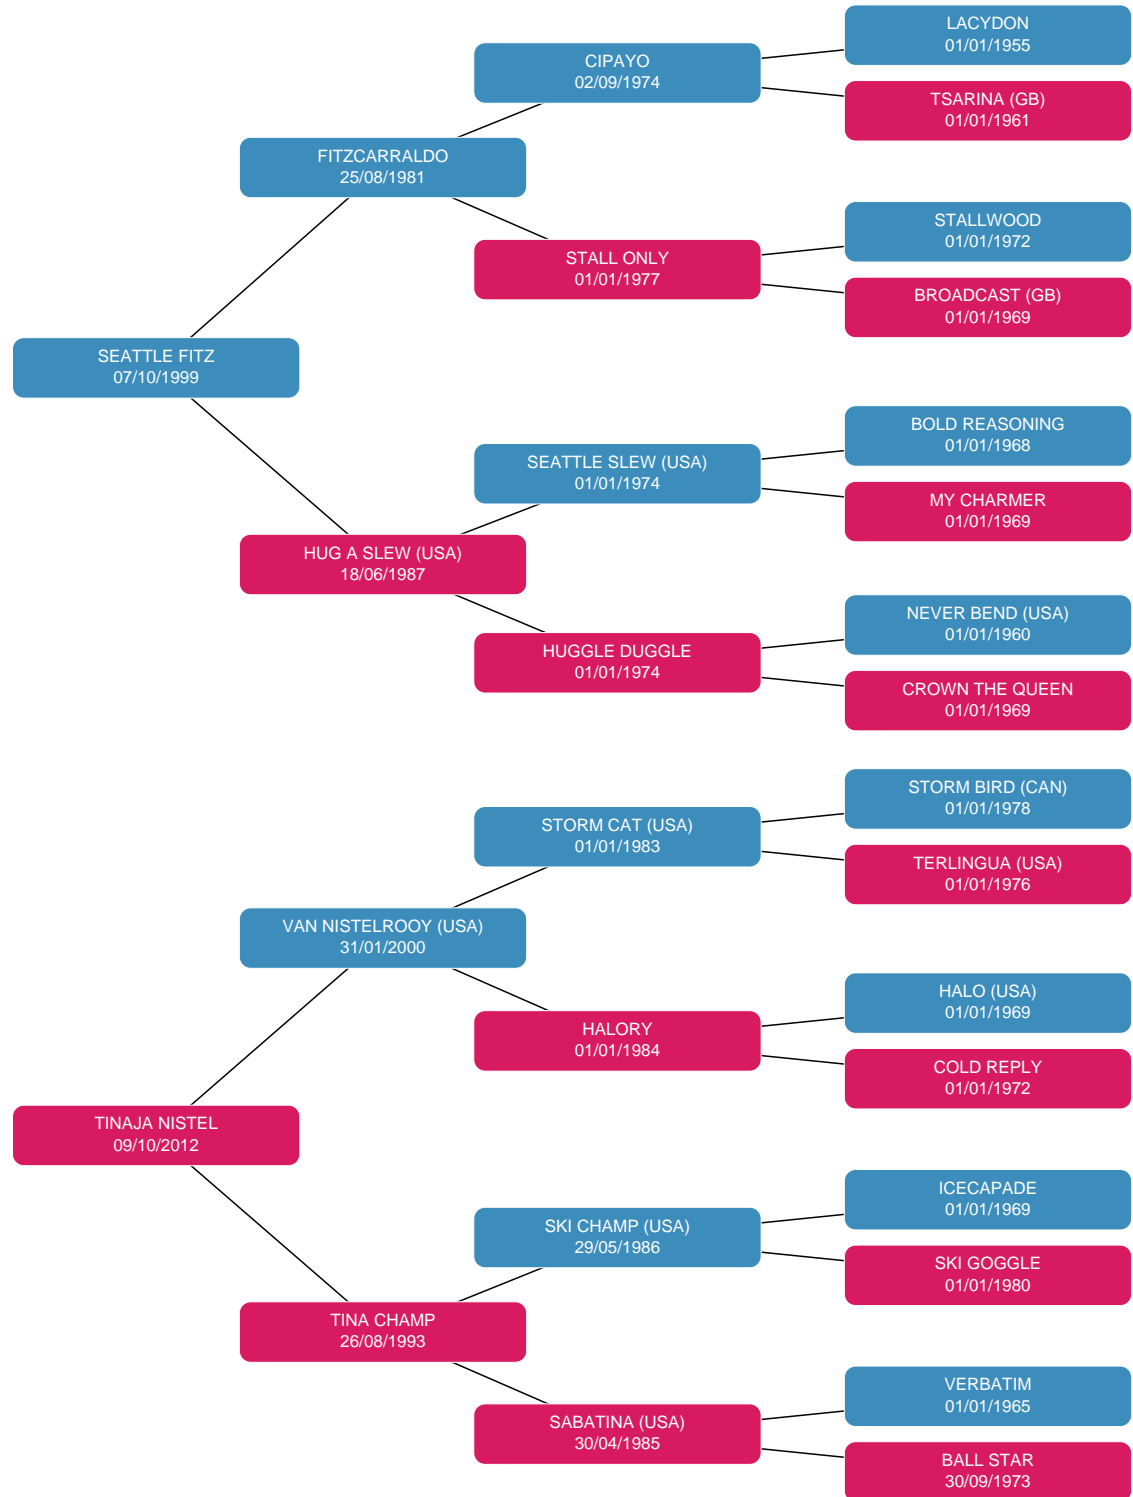 LACYDON
01/01/1955
CIPAYO
02/09/1974
TSARINA (GB)
01/01/1961
FITZCARRALDO
25/08/1981
STALLWOOD
01/01/1972
STALL ONLY
01/01/1977
BROADCAST (GB)
01/01/1969
SEATTLE FITZ
07/10/1999
BOLD REASONING
01/01/1968
SEATTLE SLEW (USA)
01/01/1974
MY CHARMER
01/01/1969
HUG A SLEW (USA)
18/06/1987
NEVER BEND (USA)
01/01/1960
HUGGLE DUGGLE
01/01/1974
CROWN THE QUEEN
01/01/1969
STORM BIRD (CAN)
01/01/1978
STORM CAT (USA)
01/01/1983
TERLINGUA (USA)
01/01/1976
VAN NISTELROOY (USA)
31/01/2000
HALO (USA)
01/01/1969
HALORY
01/01/1984
COLD REPLY
01/01/1972
TINAJA NISTEL
09/10/2012
ICECAPADE
01/01/1969
SKI CHAMP (USA)
29/05/1986
SKI GOGGLE
01/01/1980
TINA CHAMP
26/08/1993
VERBATIM
01/01/1965
SABATINA (USA)
30/04/1985
BALL STAR
30/09/1973